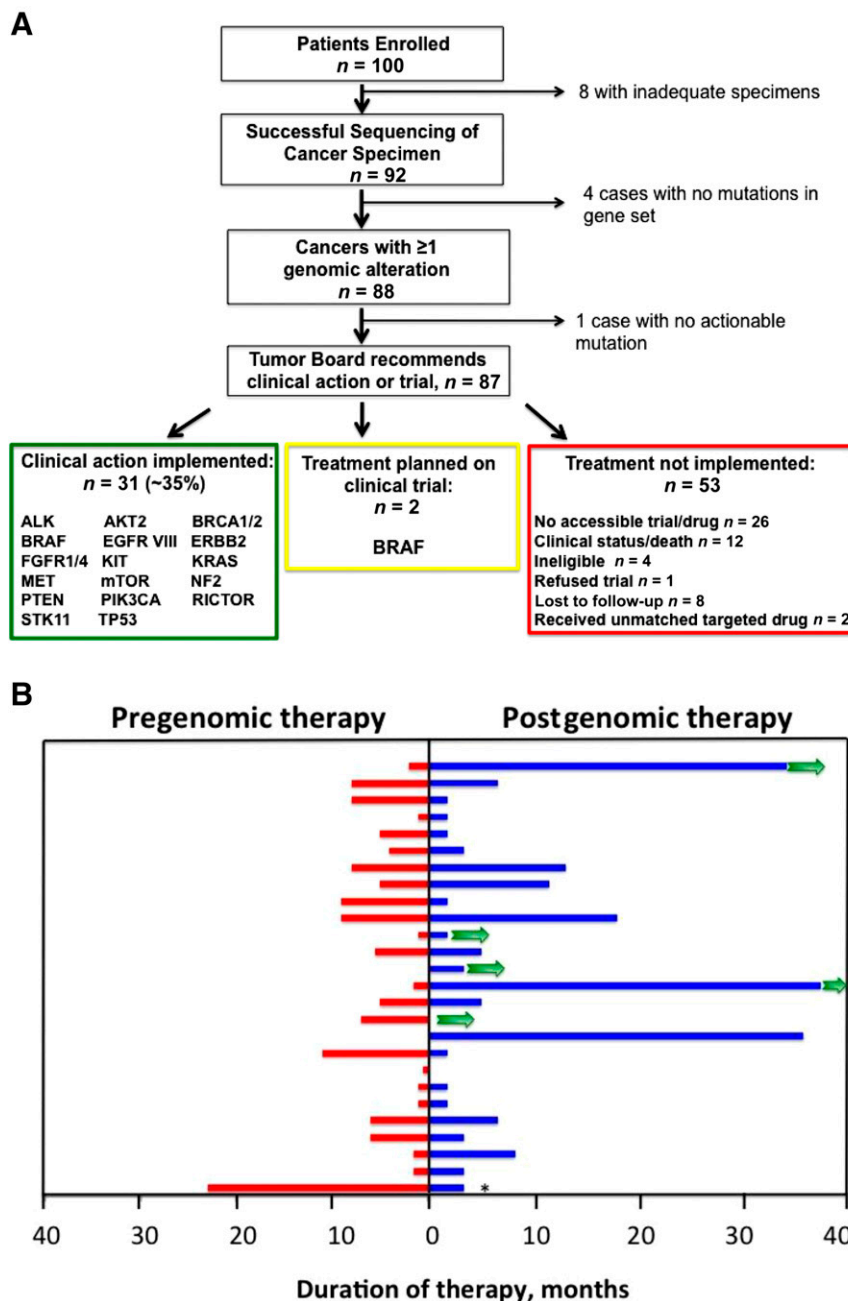 A
Patients Enrolled
n = 100
8 with inadequate specimens
Successful Sequencing of
Cancer Specimen
n = 92
4 cases with no mutations in
gene set
Cancers with ≥1
genomic alteration
n = 88
1 case with no actionable
mutation
Tumor Board recommends
clinical action or trial, n = 87
Clinical action implemented:
n = 31 (~35%)
ALK AKT2 BRCA1/2
BRAF EGFR VIII ERBB2
FGFR1/4 KIT KRAS
MET mTOR NF2
PTEN PIK3CA RICTOR
STK11 TP53
Treatment planned on
clinical trial:
n = 2
BRAF
Treatment not implemented:
n = 53
No accessible trial/drug n = 26
Clinical status/death n = 12
Ineligible n = 4
Refused trial n = 1
Lost to follow-up n = 8
Received unmatched targeted drug n = 2
B
Pregenomic therapy Postgenomic therapy
*
40 30 20 10 0 10 20 30 40
Duration of therapy, months